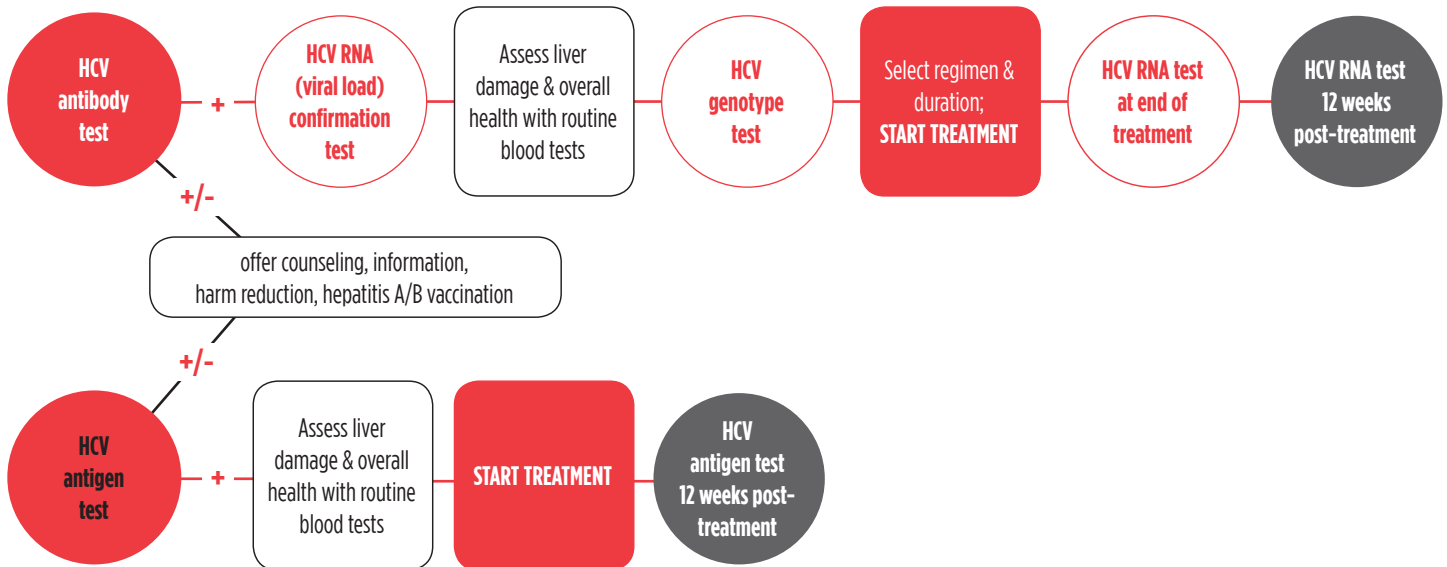 HCV
antibody
test
+
HCV RNA
(viral load)
confirmation
test
Assess liver
damage & overall
health with routine
blood tests
HCV
genotype
test
Select regimen &
duration;
START TREATMENT
HCV RNA test
at end of
treatment
HCV RNA test
12 weeks
post-treatment
+/-
offer counseling, information,
harm reduction, hepatitis A/B vaccination
+/-
HCV
antigen
test
+
Assess liver
damage & overall
health with routine
blood tests
START TREATMENT
HCV
antigen test
12 weeks post-
treatment